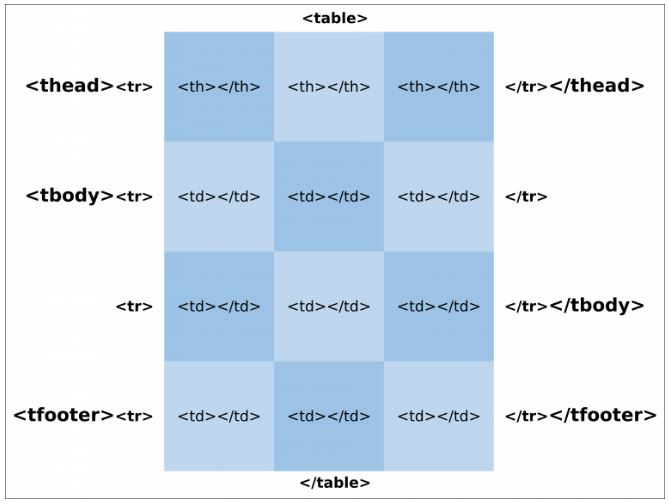 <table>
<thead><tr> <th></th> <th></th> <th></th> </tr></thead>
<tbody><tr> <td></td> <td></td> <td></td> </tr>
<tr> <td></td> <td></td> <td></td> </tr></tbody>
<tfooter><tr> <td></td> <td></td> <td></td> </tr></tfooter>
</table>